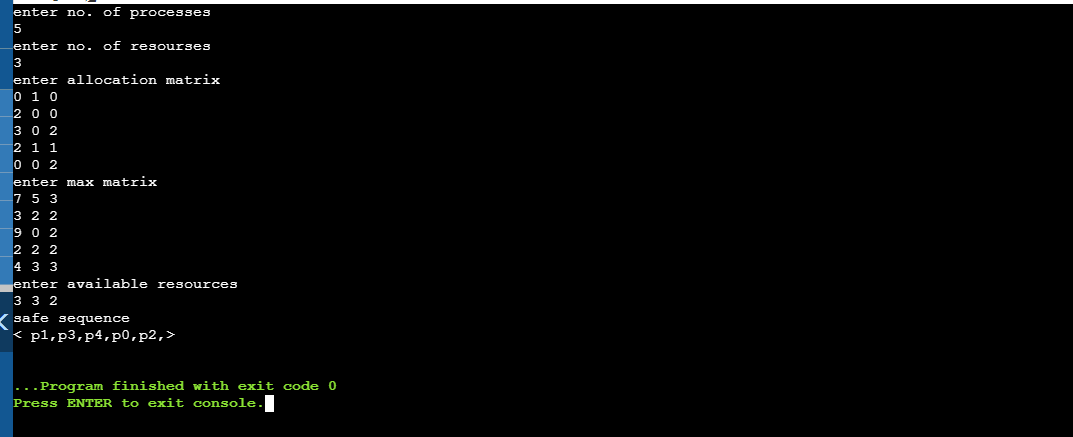 enter no. of processes
5
enter no. of resourses
3
enter allocation matrix
0 1 0
2 0 0
3 0 2
2 1 1
0 0 2
enter max matrix
7 5 3
3 2 2
9 0 2
2 2 2
4 3 3
enter available resources
3 3 2
safe sequence
< p1,p3,p4,p0,p2,>
...Program finished with exit code 0
Press ENTER to exit console.